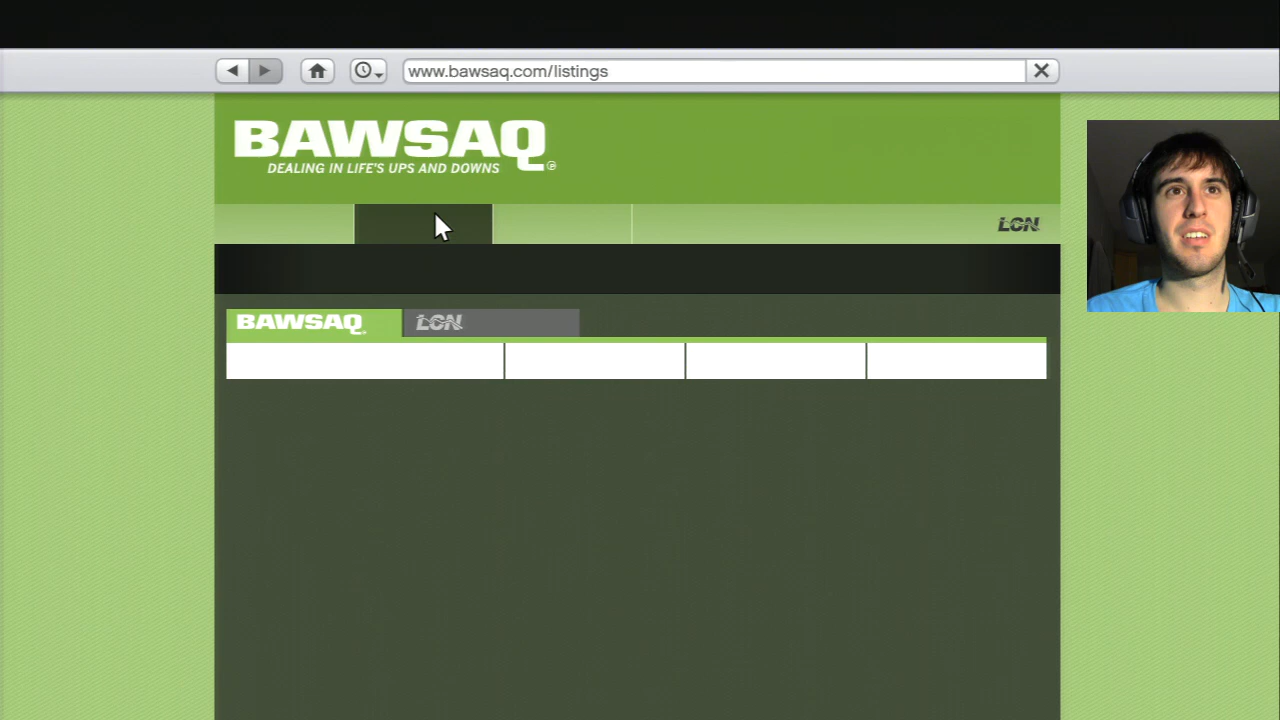 www.bawsaq.com/listings
BAWSAQ
DEALING IN LIFE'S UPS AND DOWNS
LCN
BAWSAQ
LCN